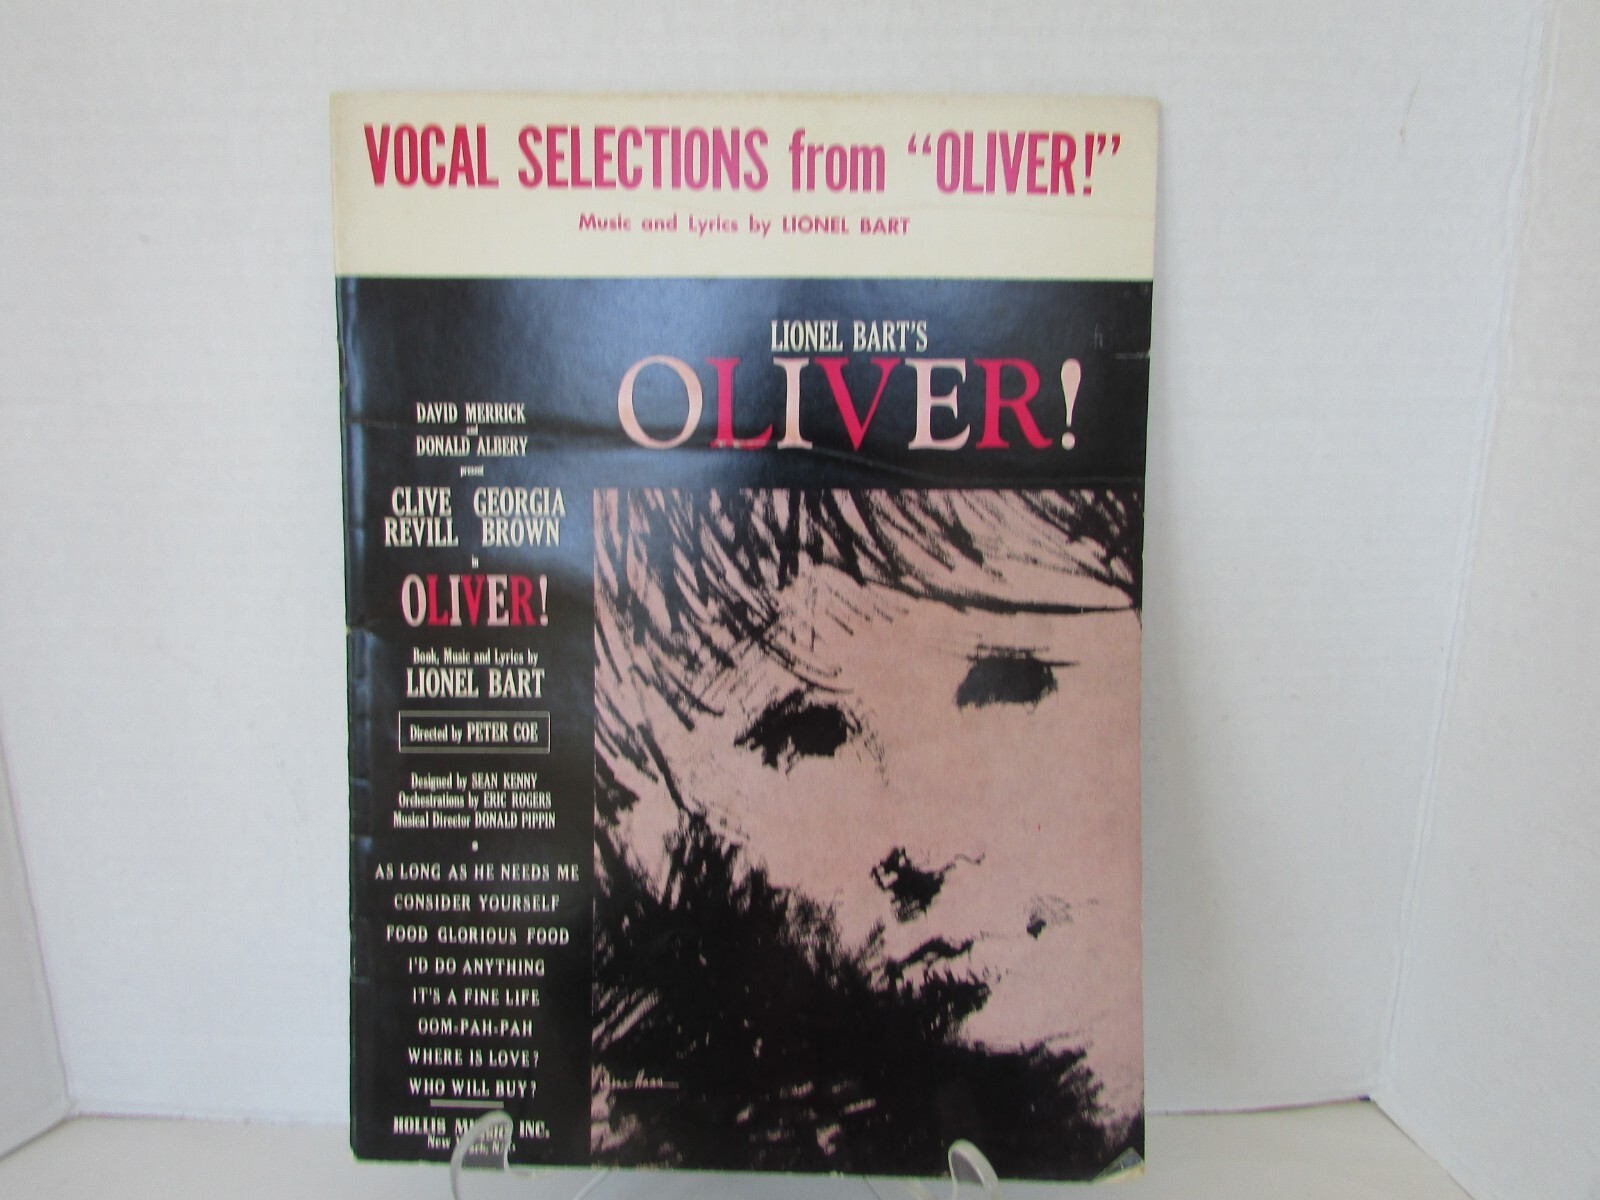 VOCAL SELECTIONS from "OLIVER!"
Music and Lyrics by LIONEL BART
LIONEL BART'S
OLIVER!
DAVID MERRICK
and
DONALD ALBERY
present
CLIVE GEORGIA
REVILL BROWN
in
OLIVER!
Book, Music and Lyrics by
LIONEL BART
Directed by PETER COE
Designed by SEAN KENNY
Orchestrations by ERIC ROGERS
Musical Director DONALD PIPPIN
AS LONG AS HE NEEDS ME
CONSIDER YOURSELF
FOOD GLORIOUS FOOD
I'D DO ANYTHING
IT'S A FINE LIFE
OOM-PAH-PAH
WHERE IS LOVE?
WHO WILL BUY?
HOLLIS MUSIC, INC.
New York, N.Y.